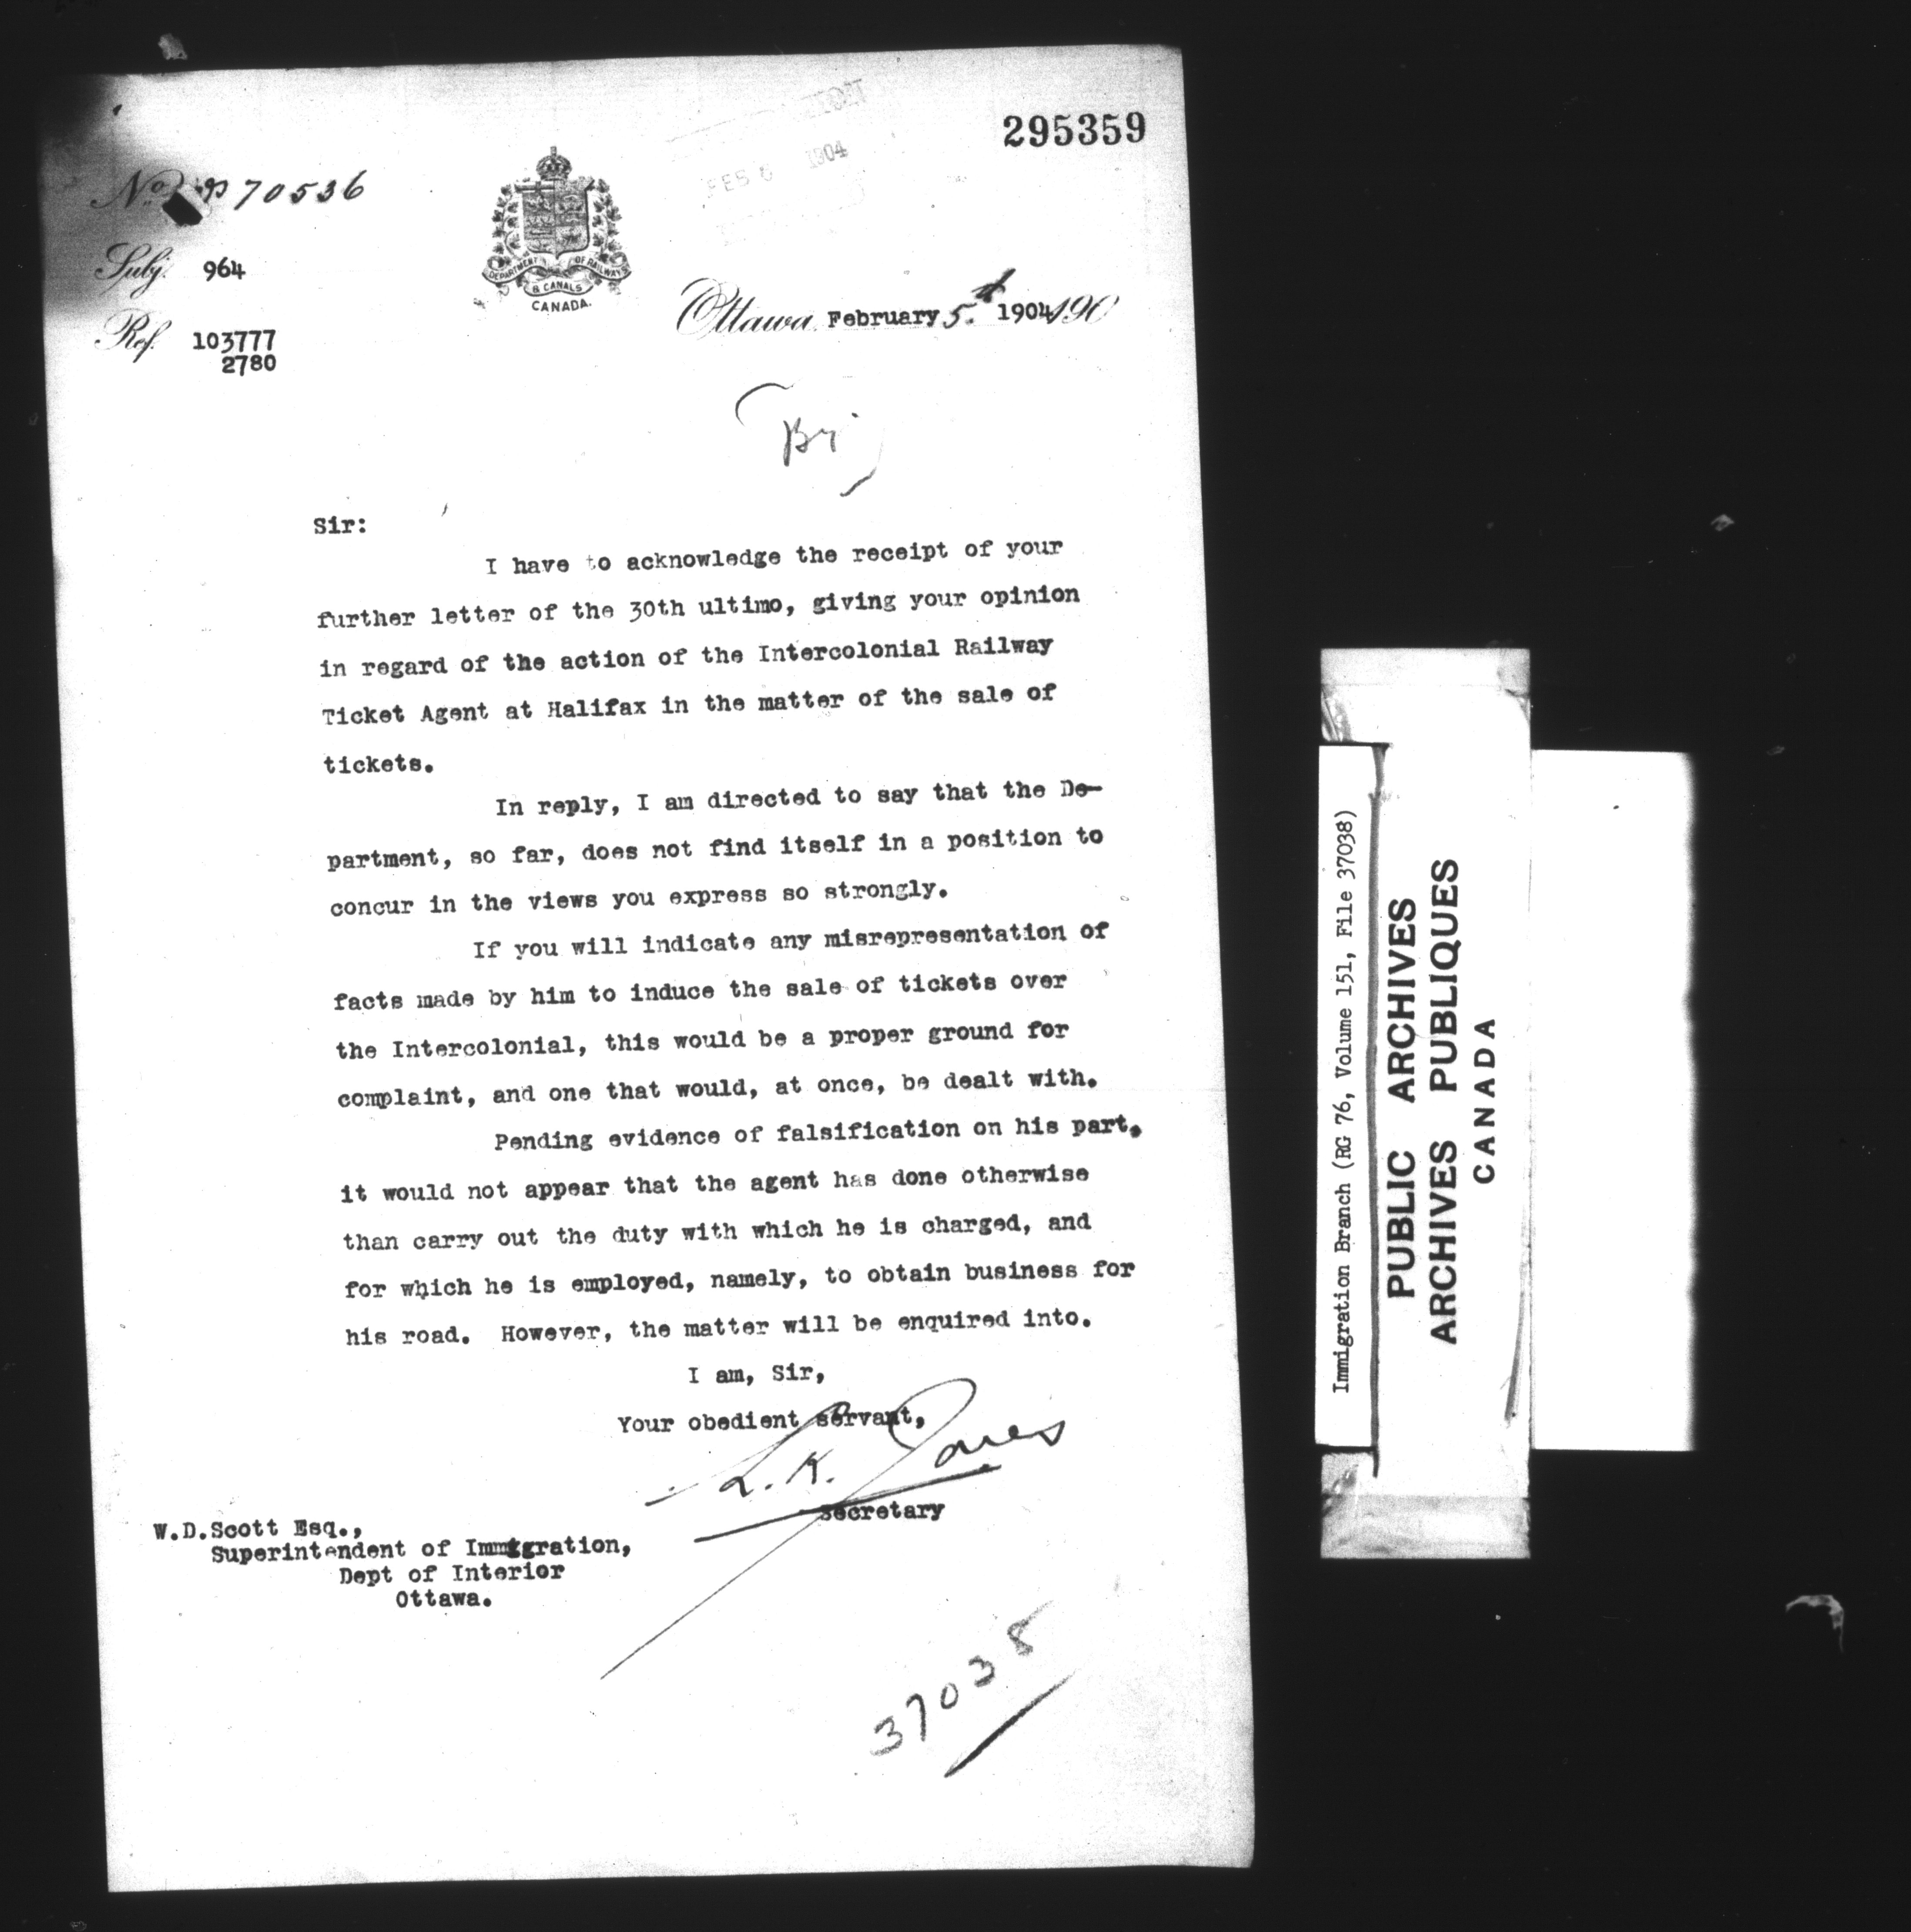 295359
No 70536
FEB 6 1904
Subj. 964
DEPARTMENT OF RAILWAYS
& CANALS
CANADA.
Ottawa, February 5. 1904 190
Ref. 103777
2780
Sir:
I have to acknowledge the receipt of your
further letter of the 30th ultimo, giving your opinion
in regard of the action of the Intercolonial Railway
Ticket Agent at Halifax in the matter of the sale of
tickets.
In reply, I am directed to say that the De-
partment, so far, does not find itself in a position to
concur in the views you express so strongly.
If you will indicate any misrepresentation of
facts made by him to induce the sale of tickets over
the Intercolonial, this would be a proper ground for
complaint, and one that would, at once, be dealt with.
Pending evidence of falsification on his part,
it would not appear that the agent has done otherwise
than carry out the duty with which he is charged, and
for which he is employed, namely, to obtain business for
his road. However, the matter will be enquired into.
I am, Sir,
Your obedient servant,
L. K. Jones
Secretary
W.D.Scott Esq.,
Superintendent of Immigration,
Dept of Interior
Ottawa.
37038
Immigration Branch (RG 76, Volume 151, File 37038)
PUBLIC ARCHIVES
ARCHIVES PUBLIQUES
CANADA